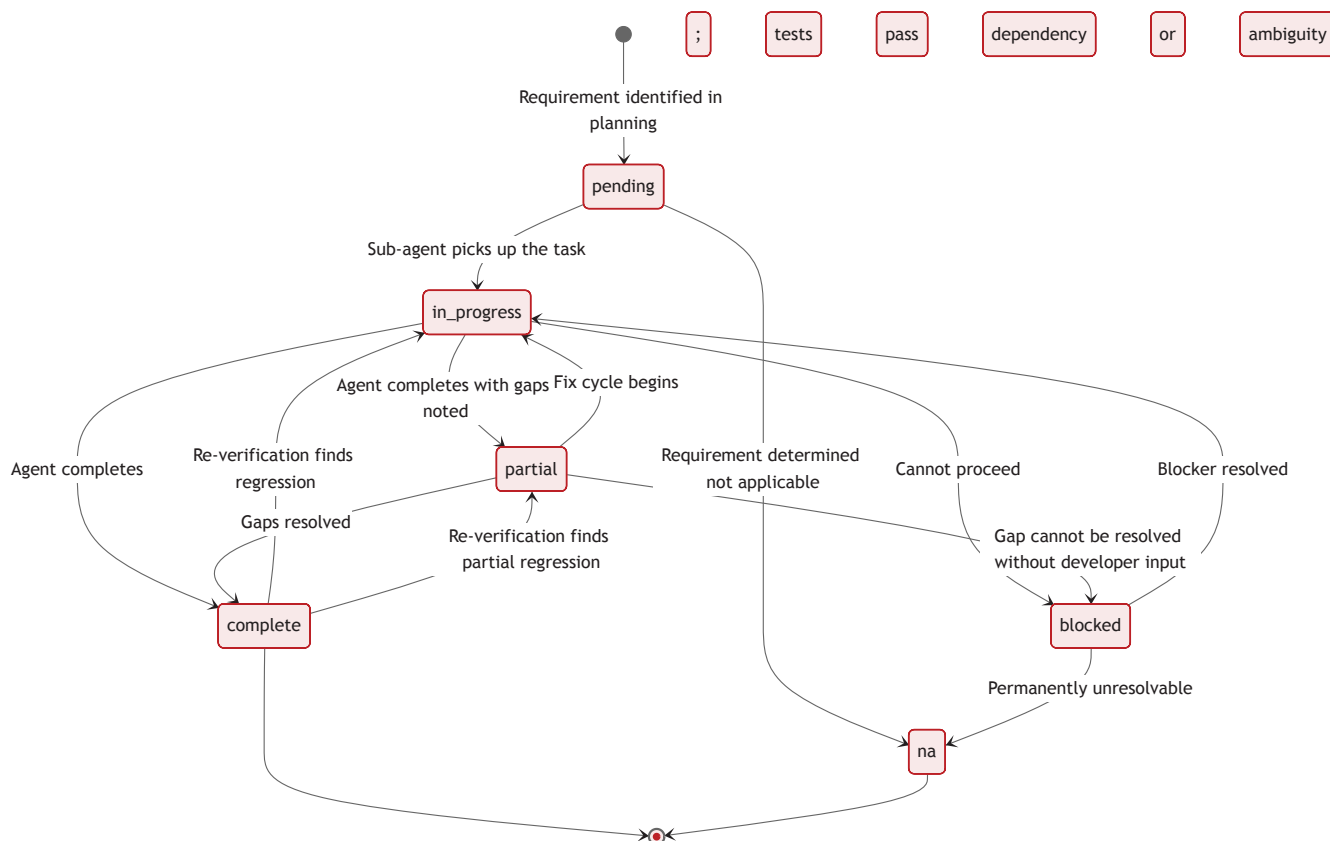 ;
tests
pass
dependency
or
ambiguity
Requirement identified in
planning
pending
Sub-agent picks up the task
in_progress
Agent completes with gaps
noted
Fix cycle begins
Agent completes
Re-verification finds
regression
partial
Requirement determined
not applicable
Cannot proceed
Blocker resolved
Gaps resolved
Re-verification finds
partial regression
Gap cannot be resolved
without developer input
complete
blocked
Permanently unresolvable
na